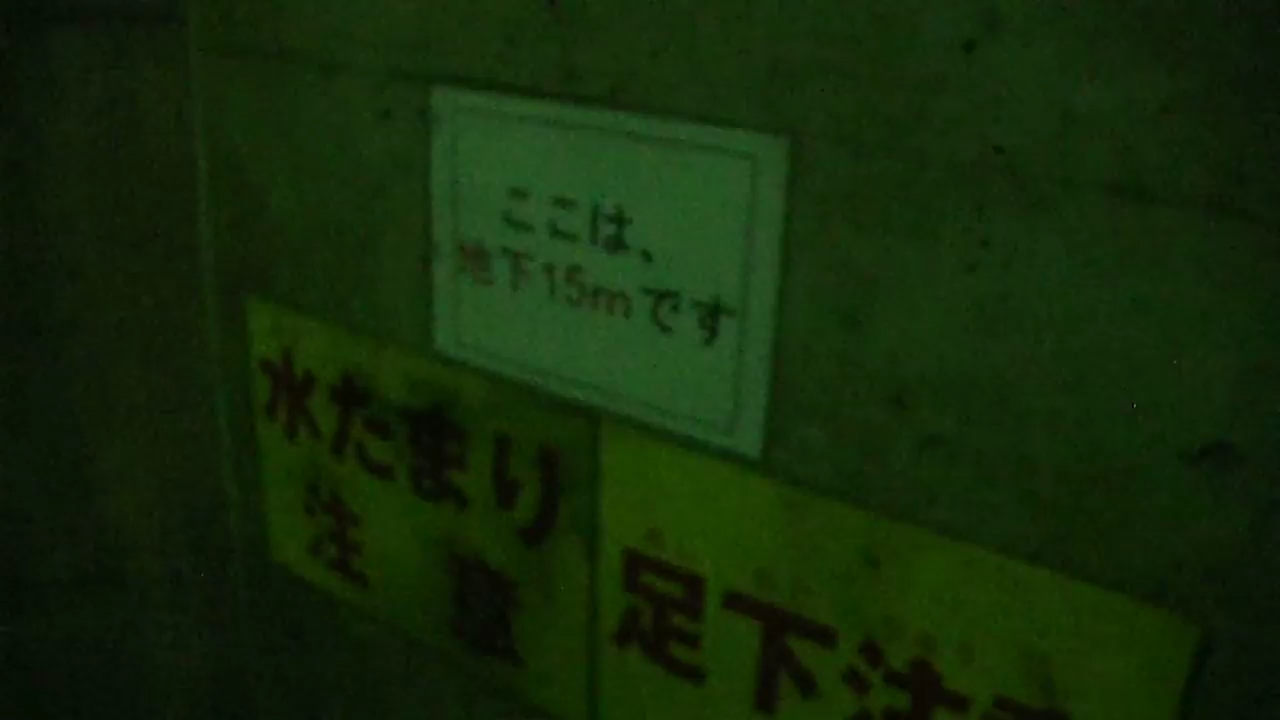 ここは、
地下15mです
水たまり
注意
足下注意